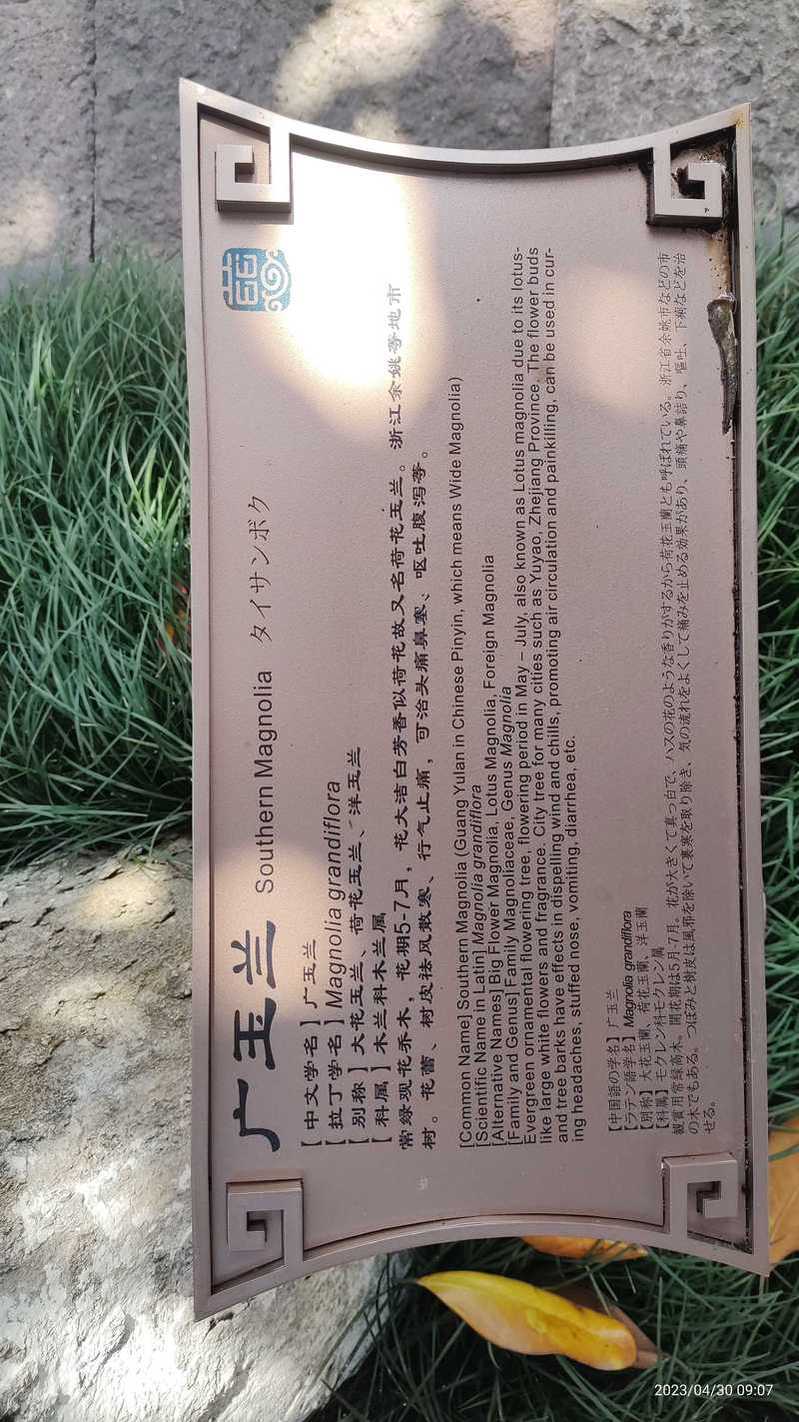 广玉兰 Southern Magnolia タイサンボク
【中文学名】广玉兰
【拉丁学名】Magnolia grandiflora
【别称】大花玉兰、荷花玉兰、洋玉兰
【科属】木兰科木兰属
常绿观花乔木，花期5-7月，花大洁白芳香似荷花故又名荷花玉兰。浙江余姚等地市
树。花蕾、树皮祛风散寒、行气止痛，可治头痛鼻塞、呕吐腹泻等。
[Common Name] Southern Magnolia (Guang Yulan in Chinese Pinyin, which means Wide Magnolia)
[Scientific Name in Latin] Magnolia grandiflora
[Alternative Names] Big Flower Magnolia, Lotus Magnolia, Foreign Magnolia
[Family and Genus] Family Magnoliaceae, Genus Magnolia
Evergreen ornamental flowering tree, flowering period in May – July, also known as Lotus magnolia due to its lotus-
like large white flowers and fragrance. City tree for many cities such as Yuyao, Zhejiang Province. The flower buds
and tree barks have effects in dispelling wind and chills, promoting air circulation and painkilling, can be used in cur-
ing headaches, stuffed nose, vomiting, diarrhea, etc.
【中国語の学名】广玉兰
【ラテン語学名】Magnolia grandiflora
【別称】大花玉蘭、荷花玉蘭、洋玉蘭
【科属】モクレン科モクレン属
観賞用常緑高木。開花期は5月-7月。花が大きくて真っ白で、ハスの花のような香りがするから荷花玉蘭とも呼ばれている。浙江省余姚市などの市
の木でもある。つぼみと樹皮は風邪を除いて裏寒を取り除き、気の流れをよくして痛みを止める効果があり、頭痛や鼻詰り、嘔吐、下痢などを治
せる。
2023/04/30 09:07